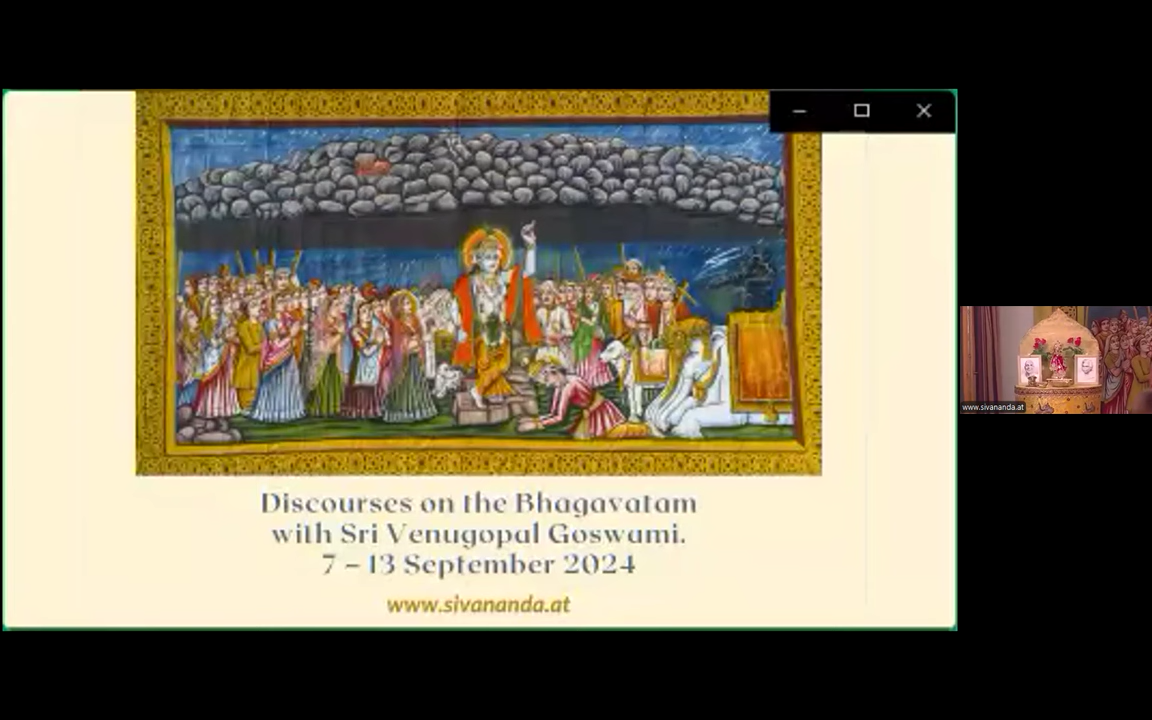 Discourses on the Bhagavatam
with Sri Venugopal Goswami.
7 – 13 September 2024
www.sivananda.at
www.sivananda.at